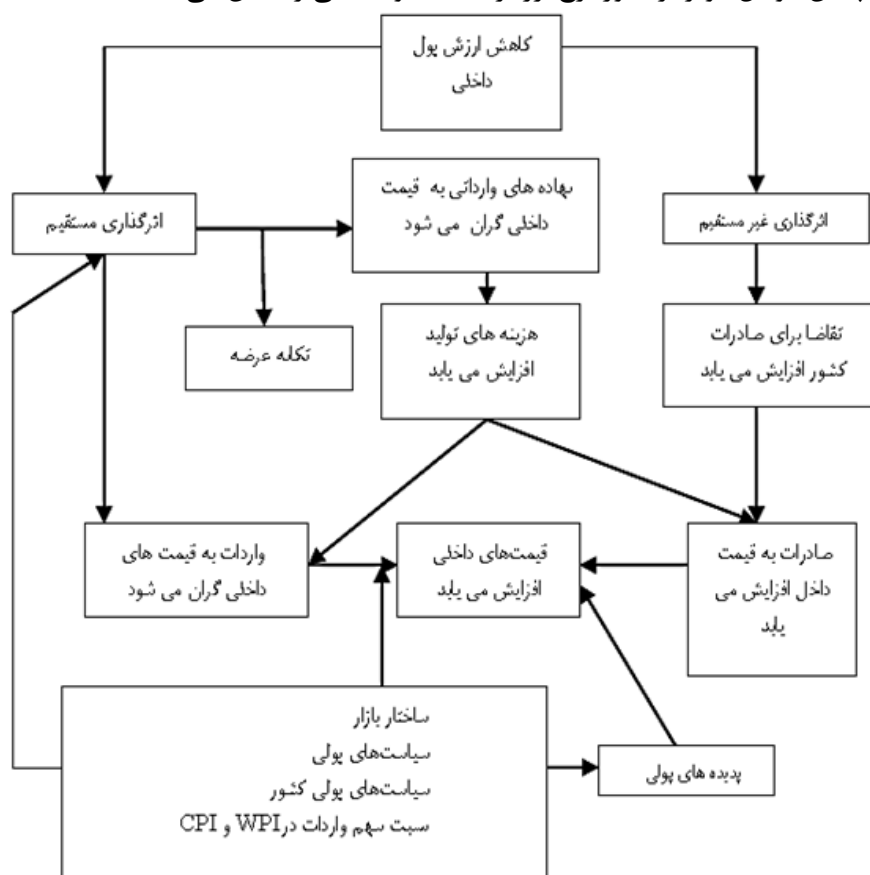 کاهش ارزش پول
داخلی
نهاده های وارداتی به قیمت
داخلی گران می شود
اثرگذاری مستقیم
اثرگذاری غیر مستقیم
تکانه عرضه
هزینه های تولید
افزایش می یابد
تقاضا برای صادرات
کشور افزایش می یابد
واردات به قیمت های
داخلی گران می شود
قیمت‌های داخلی
افزایش می یابد
صادرات به قیمت
داخل افزایش می
یابد
ساختار بازار
سیاست‌های پولی
سیاست‌های پولی کشور
سبت سهم واردات در WPI و CPI
پدیده های پولی